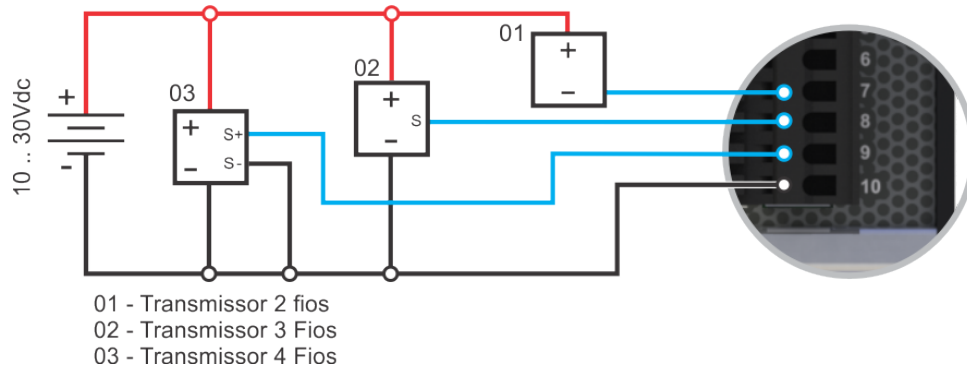 01
02
03
+
+
+
+
10 .. 30Vdc
S+
S
S-
-
-
-
-
6
7
8
9
10
01 - Transmissor 2 fios
02 - Transmissor 3 Fios
03 - Transmissor 4 Fios